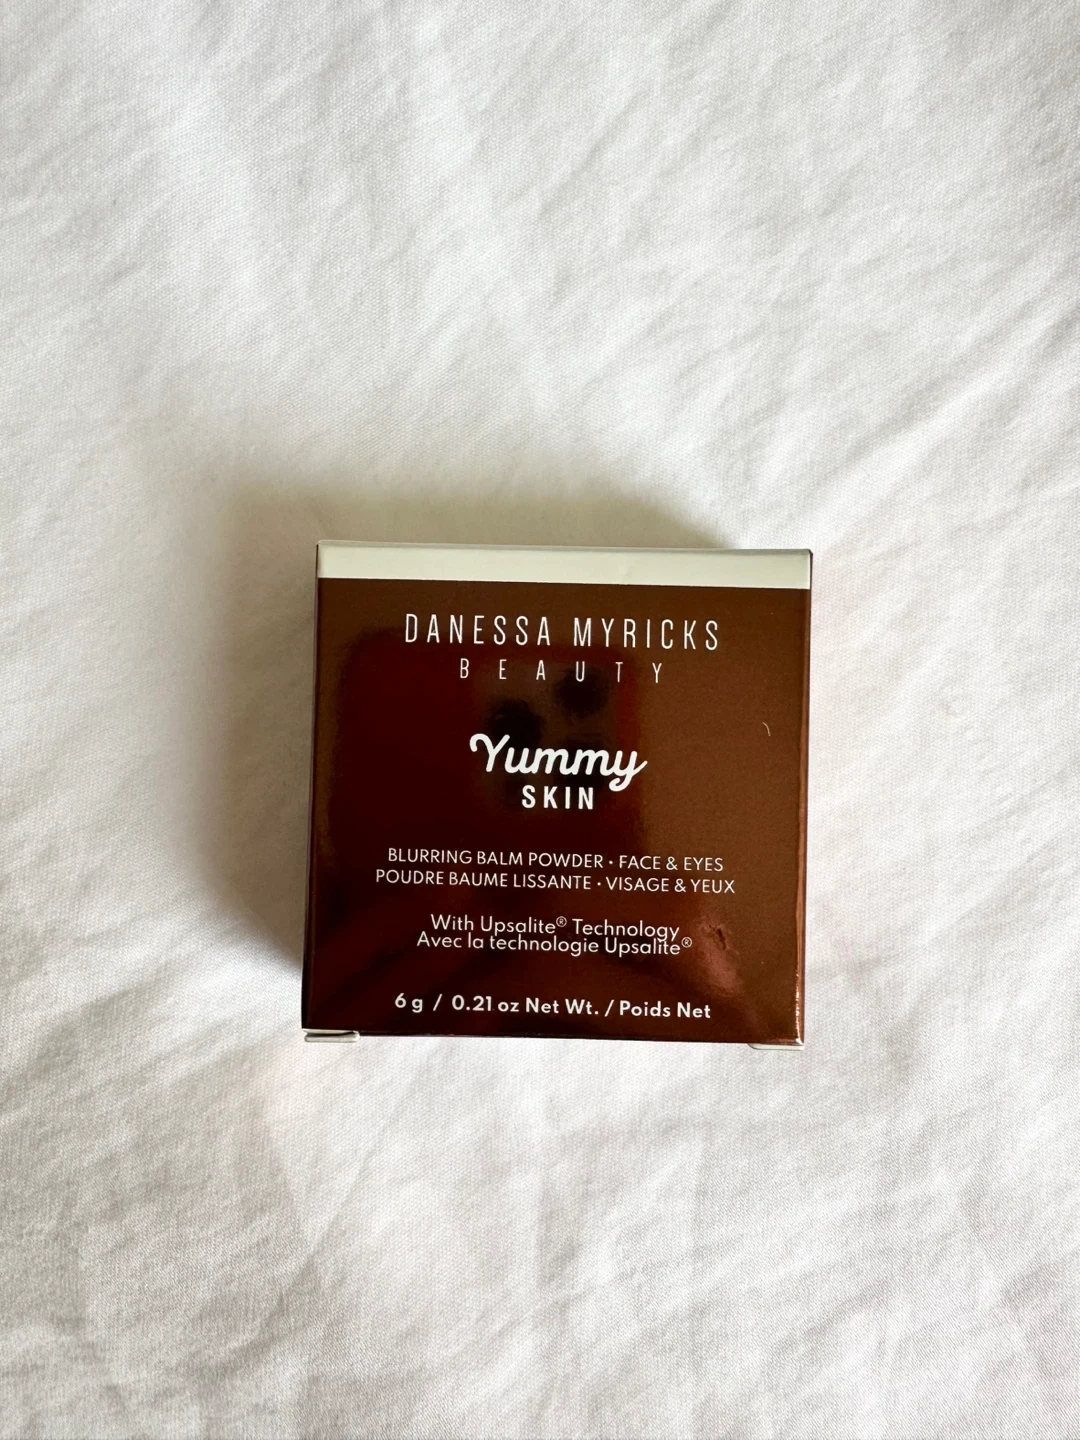 DANESSA MYRICKS
BEAUTY
Yummy
SKIN
BLURRING BALM POWDER • FACE & EYES
POUDRE BAUME LISSANTE • VISAGE & YEUX
With Upsalite® Technology
Avec la technologie Upsalite®
6 g / 0.21 oz Net Wt. / Poids Net